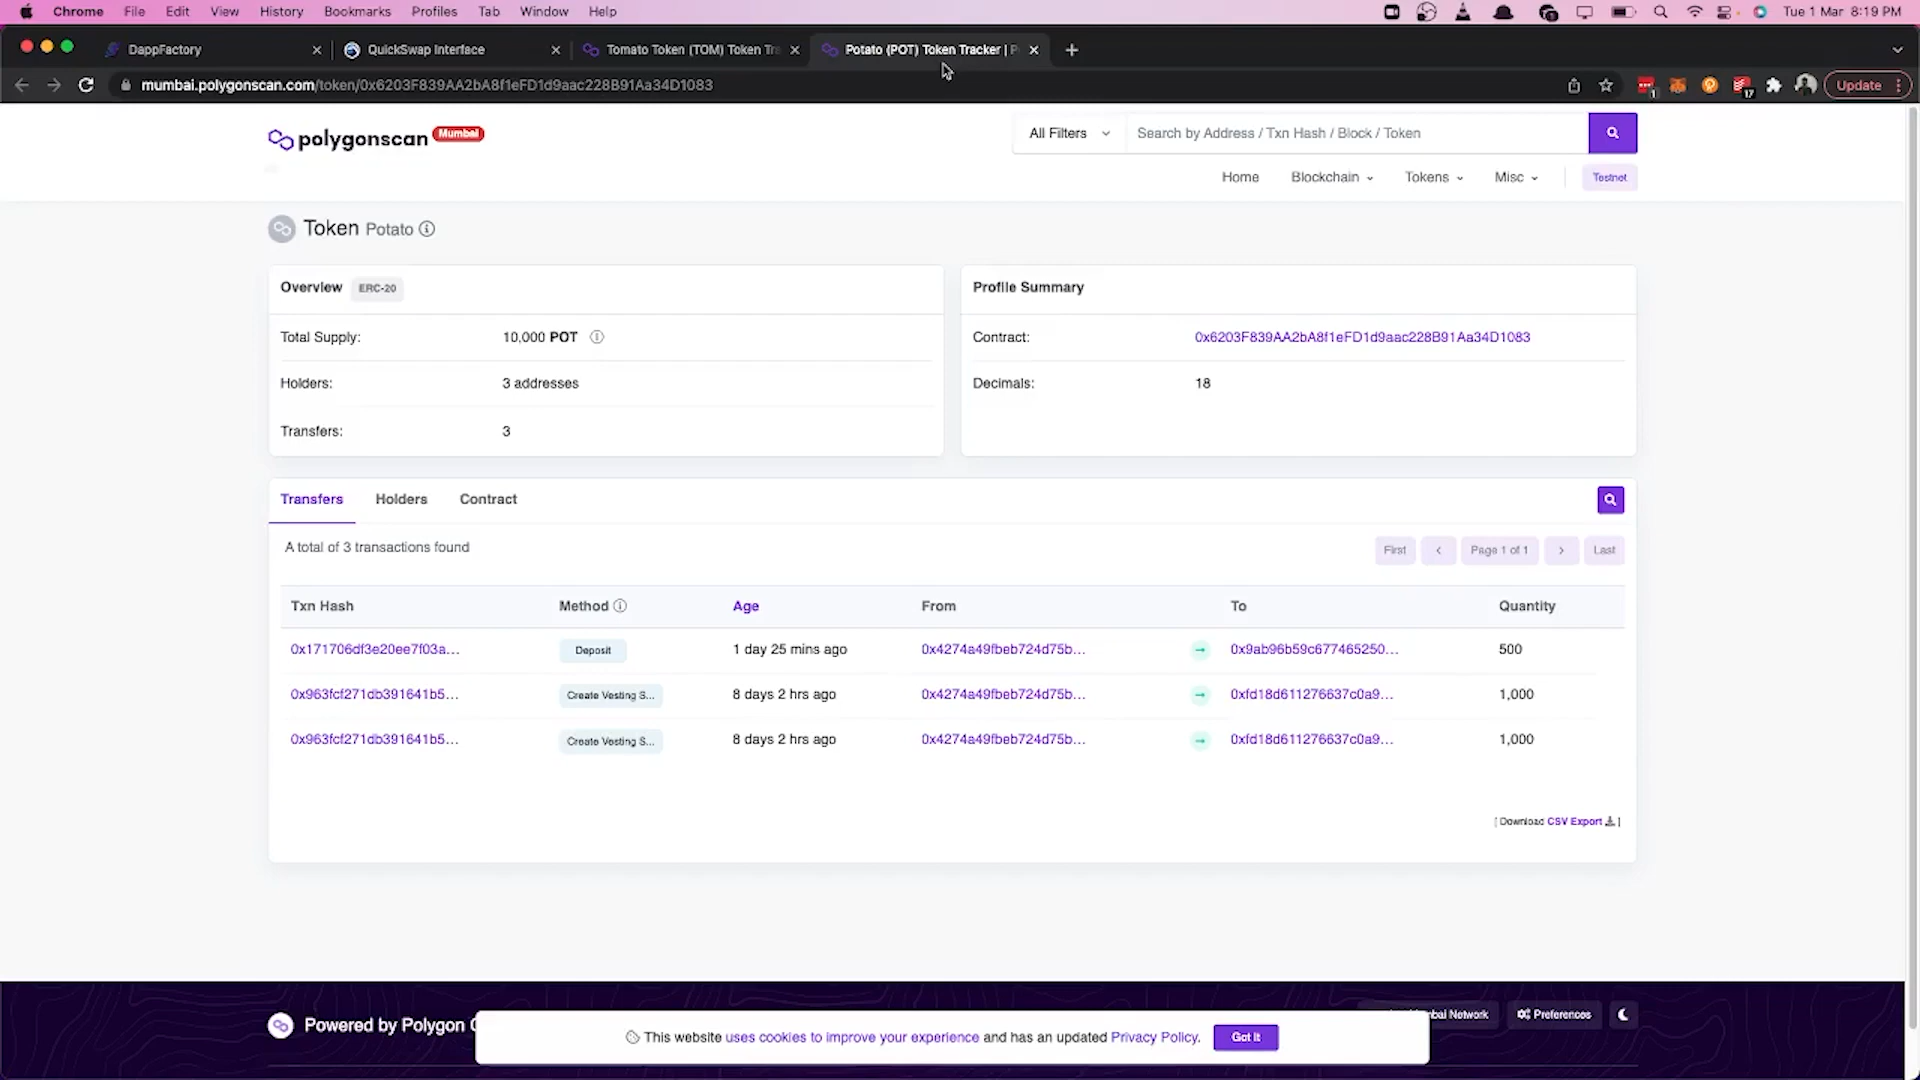 Chrome File Edit View History Bookmarks Profiles Tab Window Help Tue 1 Mar 8:19 PM
DappFactory QuickSwap Interface Tomato Token (TOM) Token Tra Potato (POT) Token Tracker | P
mumbai.polygonscan.com/token/0x6203F839AA2bA8f1eFD1d9aac228B91Aa34D1083 1 17 Update
polygonscan Mumbai
All Filters Search by Address / Txn Hash / Block / Token
Home Blockchain Tokens Misc Testnet
Token Potato
Overview ERC-20
Total Supply: 10,000 POT
Holders: 3 addresses
Transfers: 3
Profile Summary
Contract: 0x6203F839AA2bA8f1eFD1d9aac228B91Aa34D1083
Decimals: 18
Transfers Holders Contract
A total of 3 transactions found
First Page 1 of 1 Last
Txn Hash Method Age From To Quantity
0x171706df3e20ee7f03a... Deposit 1 day 25 mins ago 0x4274a49fbeb724d75b... 0x9ab96b59c677465250... 500
0x963fcf271db391641b5... Create Vesting S... 8 days 2 hrs ago 0x4274a49fbeb724d75b... 0xfd18d611276637c0a9... 1,000
0x963fcf271db391641b5... Create Vesting S... 8 days 2 hrs ago 0x4274a49fbeb724d75b... 0xfd18d611276637c0a9... 1,000
[ Download CSV Export ]
Powered by Polygon
Network Preferences
This website uses cookies to improve your experience and has an updated Privacy Policy. Got It